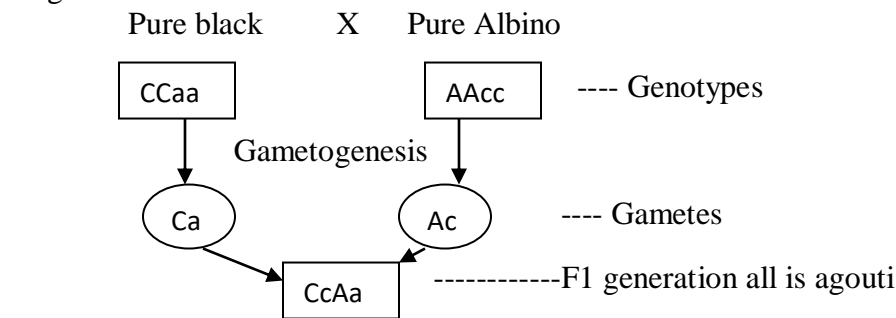 Pure black X Pure Albino
CCaa AAcc ---- Genotypes
Gametogenesis
Ca Ac ---- Gametes
CcAa ------------F1 generation all is agouti